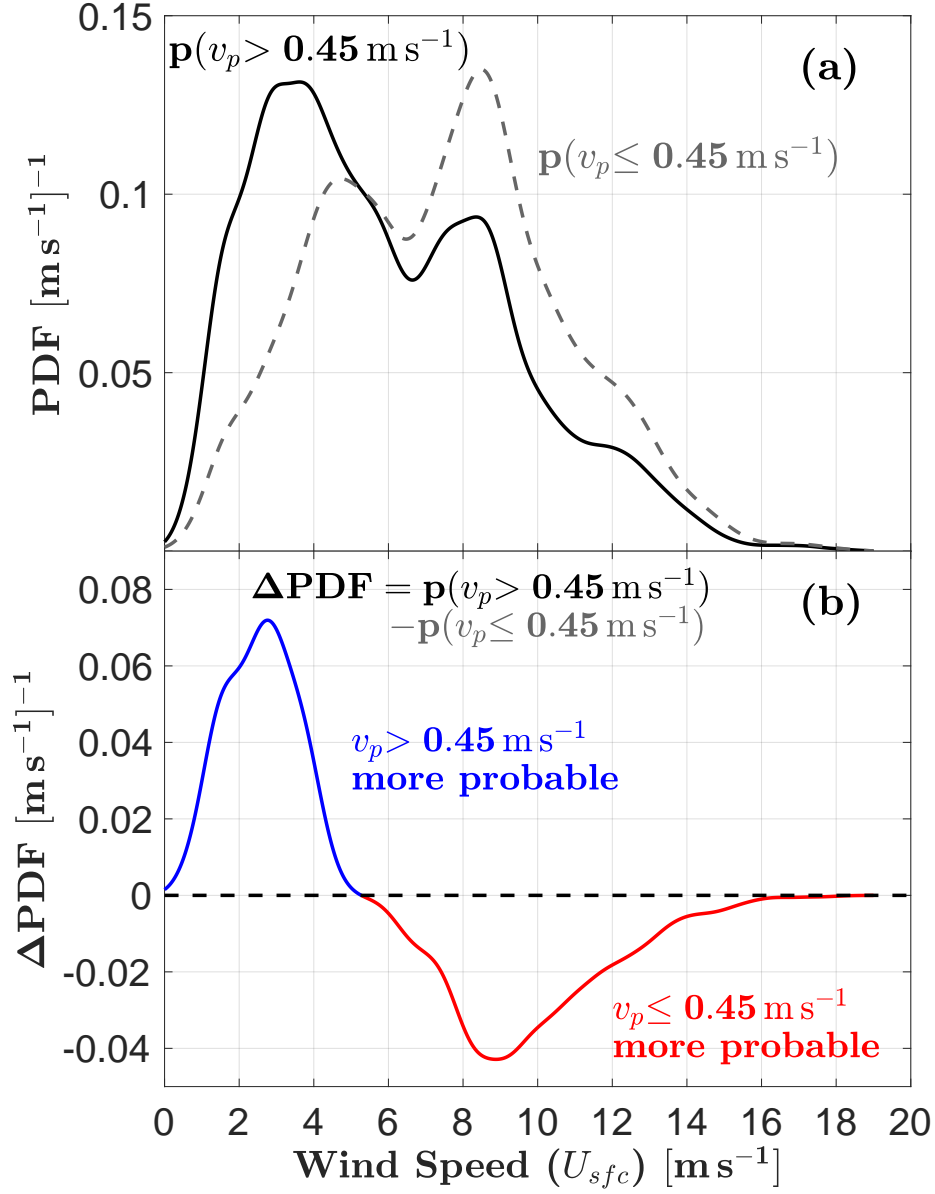 0.15
p(v_p> 0.45 m s⁻¹)
(a)
p(v_p≤ 0.45 m s⁻¹)
0.1
0.05
PDF [m s⁻¹]⁻¹
ΔPDF = p(v_p> 0.45 m s⁻¹)
−p(v_p≤ 0.45 m s⁻¹)
(b)
0.08
0.06
0.04
0.02
0
-0.02
-0.04
ΔPDF [m s⁻¹]⁻¹
v_p> 0.45 m s⁻¹
more probable
v_p≤ 0.45 m s⁻¹
more probable
0 2 4 6 8 10 12 14 16 18 20
Wind Speed (U_sfc) [m s⁻¹]